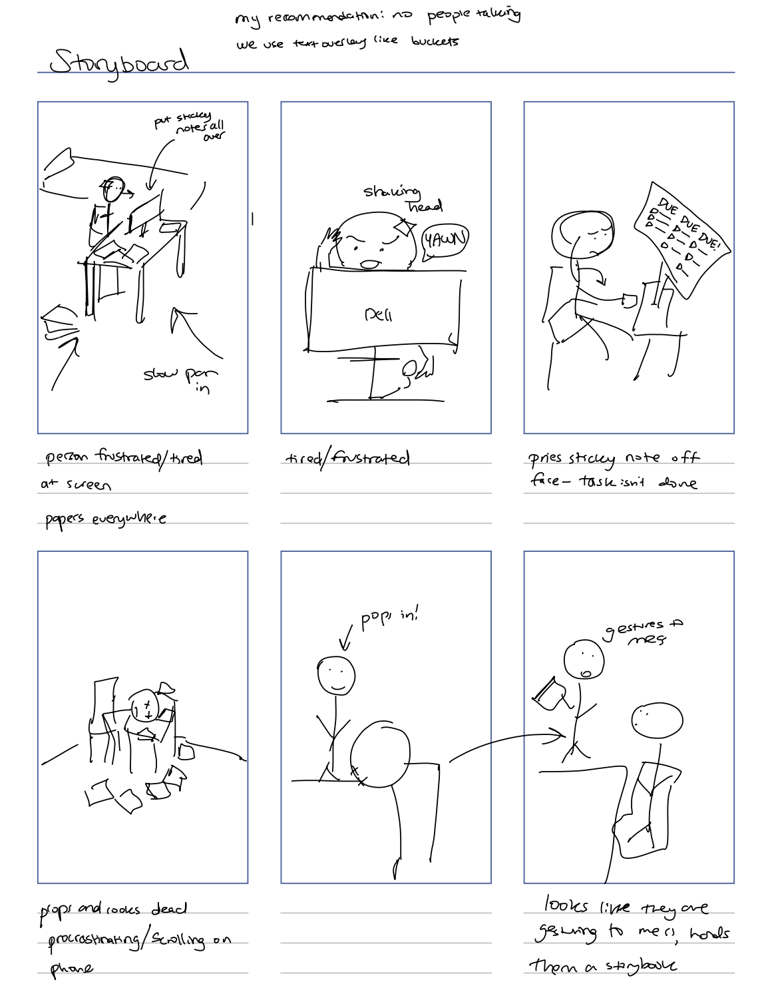 my recommendation: no people talking
we use text overlay like buckets
Storyboard
put sticky
notes all
over
slow pan
in
person frustrated/tired
at screen
papers everywhere
shaking
head
YAWN
Dell
tired/frustrated
DUE DUE DUE!
pries sticky note off
face – task isn't done
props and looks dead
procrastinating/scrolling on
phone
pops in!
gestures to
mess
looks like they are
gesturing to mess, hands
them a storybook